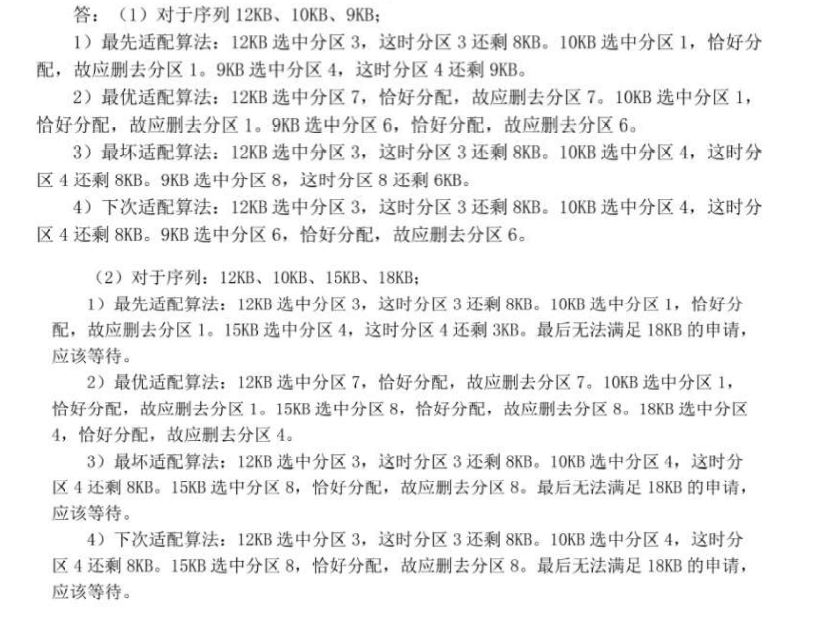 答：（1）对于序列 12KB、10KB、9KB；
1）最先适配算法：12KB 选中分区 3，这时分区 3 还剩 8KB。10KB 选中分区 1，恰好分
配，故应删去分区 1。9KB 选中分区 4，这时分区 4 还剩 9KB。
2）最优适配算法：12KB 选中分区 7，恰好分配，故应删去分区 7。10KB 选中分区 1，
恰好分配，故应删去分区 1。9KB 选中分区 6，恰好分配，故应删去分区 6。
3）最坏适配算法：12KB 选中分区 3，这时分区 3 还剩 8KB。10KB 选中分区 4，这时分
区 4 还剩 8KB。9KB 选中分区 8，这时分区 8 还剩 6KB。
4）下次适配算法：12KB 选中分区 3，这时分区 3 还剩 8KB。10KB 选中分区 4，这时分
区 4 还剩 8KB。9KB 选中分区 6，恰好分配，故应删去分区 6。
（2）对于序列：12KB、10KB、15KB、18KB；
1）最先适配算法：12KB 选中分区 3，这时分区 3 还剩 8KB。10KB 选中分区 1，恰好分
配，故应删去分区 1。15KB 选中分区 4，这时分区 4 还剩 3KB。最后无法满足 18KB 的申请，
应该等待。
2）最优适配算法：12KB 选中分区 7，恰好分配，故应删去分区 7。10KB 选中分区 1，
恰好分配，故应删去分区 1。15KB 选中分区 8，恰好分配，故应删去分区 8。18KB 选中分区
4，恰好分配，故应删去分区 4。
3）最坏适配算法：12KB 选中分区 3，这时分区 3 还剩 8KB。10KB 选中分区 4，这时分
区 4 还剩 8KB。15KB 选中分区 8，恰好分配，故应删去分区 8。最后无法满足 18KB 的申请，
应该等待。
4）下次适配算法：12KB 选中分区 3，这时分区 3 还剩 8KB。10KB 选中分区 4，这时分
区 4 还剩 8KB。15KB 选中分区 8，恰好分配，故应删去分区 8。最后无法满足 18KB 的申请，
应该等待。